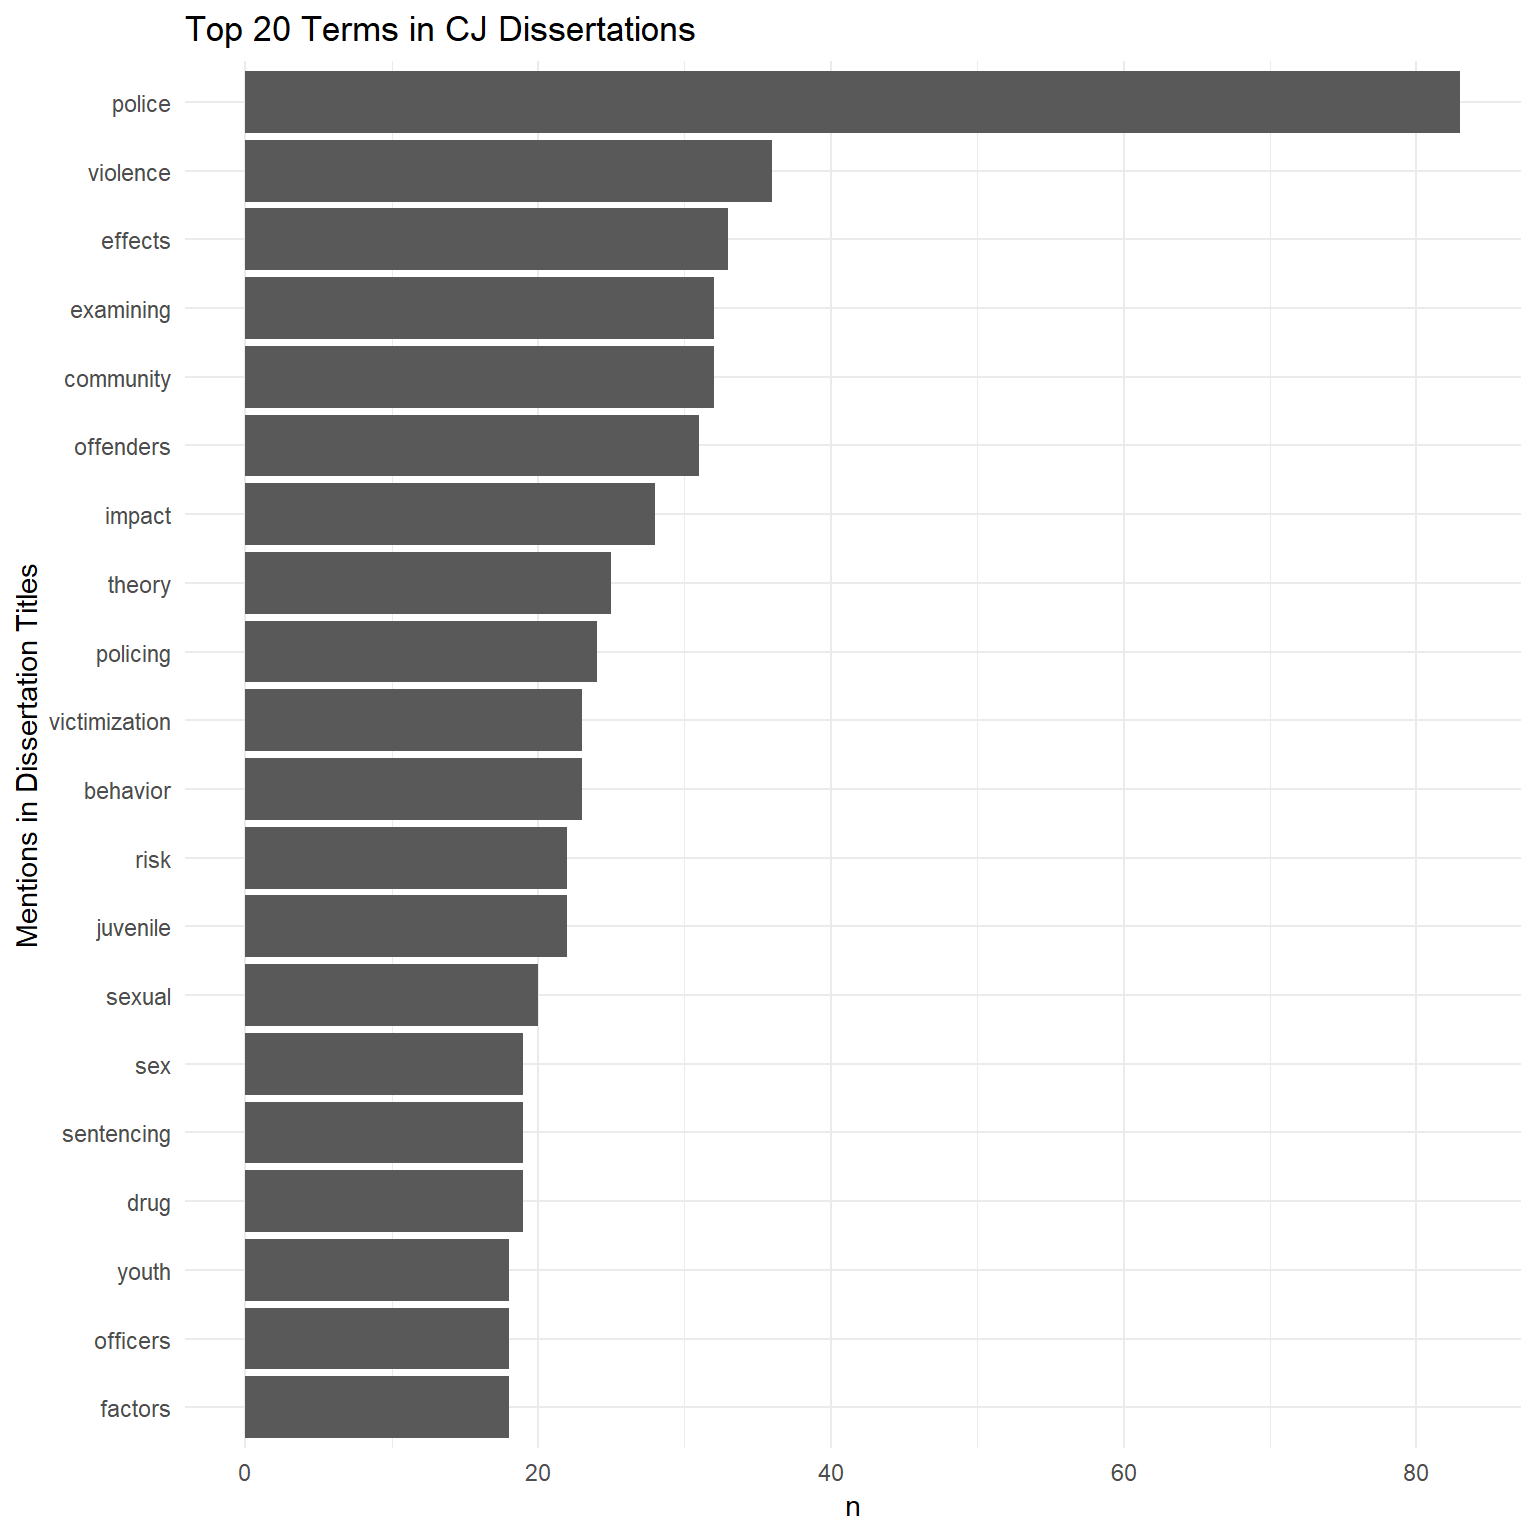 Top 20 Terms in CJ Dissertations
Mentions in Dissertation Titles
police
violence
effects
examining
community
offenders
impact
theory
policing
victimization
behavior
risk
juvenile
sexual
sex
sentencing
drug
youth
officers
factors
0 20 40 60 80
n